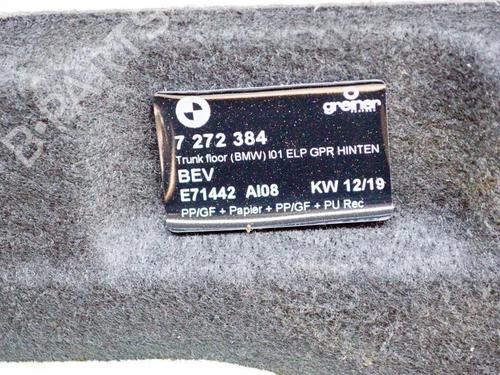 greiner
7 272 384
Trunk floor (BMW) I01 ELP GPR HINTEN
BEV
E71442 AI08 KW 12/19
PP/GF + Papier + PP/GF + PU Rec
B-PARTS